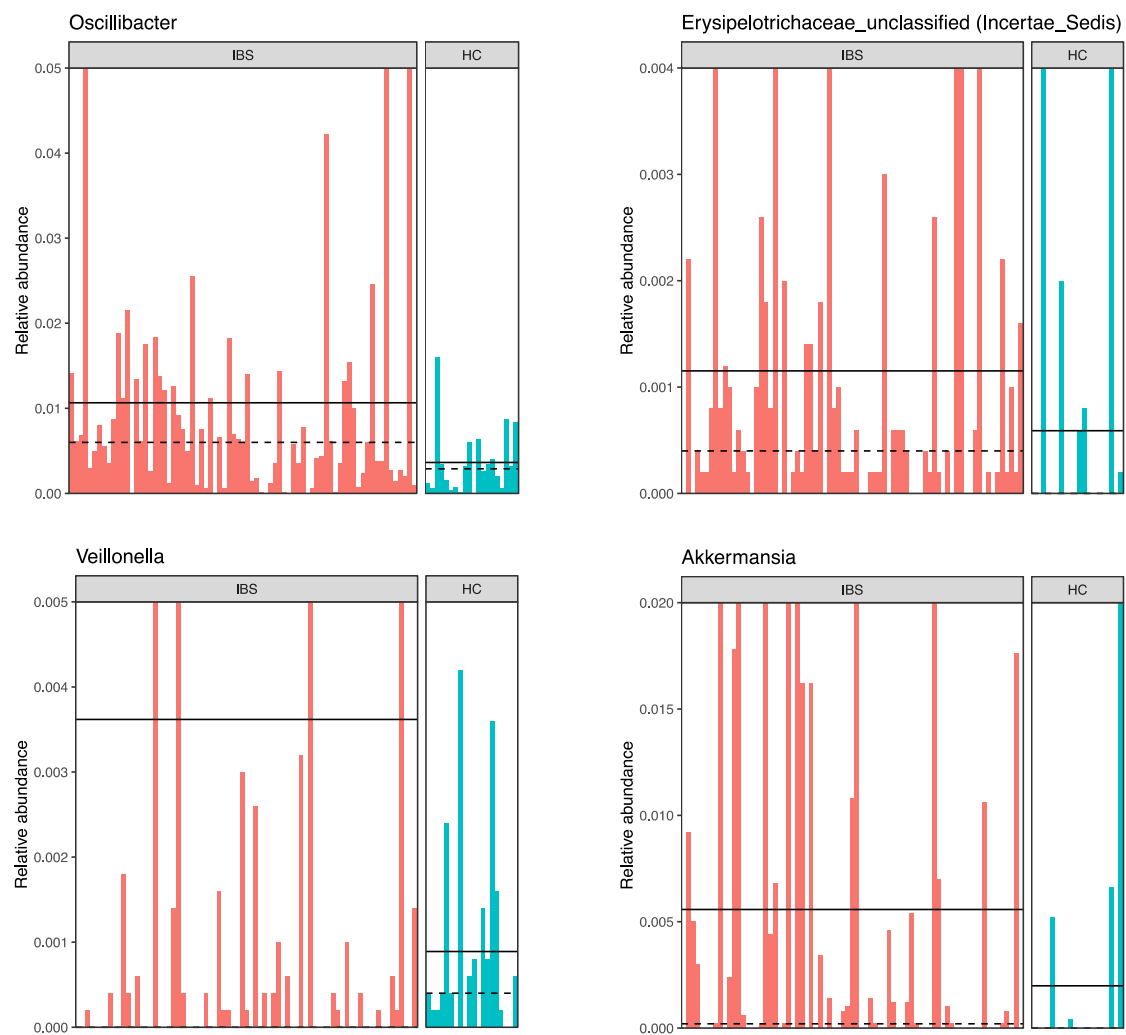 Oscillibacter
IBS
HC
0.05
0.04
0.03
0.02
0.01
0.00
Relative abundance
Erysipelotrichaceae_unclassified (Incertae_Sedis)
IBS
HC
0.004
0.003
0.002
0.001
0.000
Relative abundance
Veillonella
IBS
HC
0.005
0.004
0.003
0.002
0.001
0.000
Relative abundance
Akkermansia
IBS
HC
0.020
0.015
0.010
0.005
0.000
Relative abundance